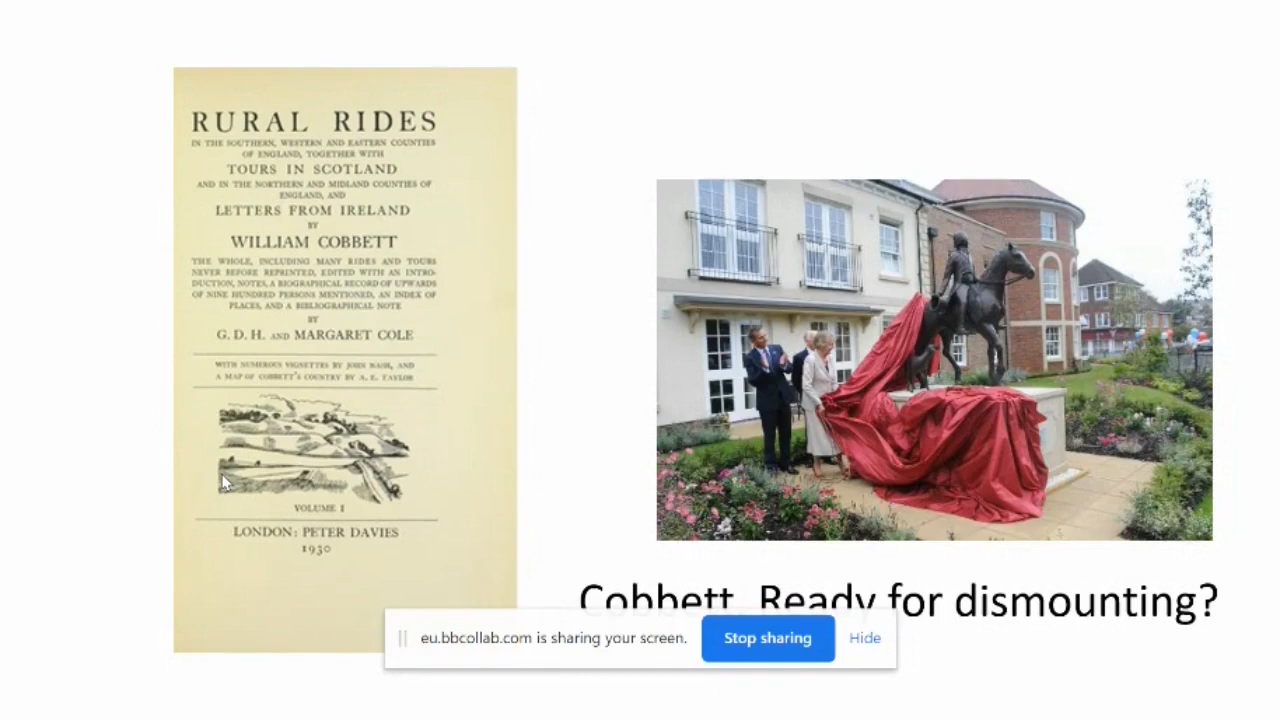 RURAL RIDES
IN THE SOUTHERN, WESTERN AND EASTERN COUNTIES
OF ENGLAND, TOGETHER WITH
TOURS IN SCOTLAND
AND IN THE NORTHERN AND MIDLAND COUNTIES OF
ENGLAND, AND
LETTERS FROM IRELAND
BY
WILLIAM COBBETT
THE WHOLE, INCLUDING MANY RIDES AND TOURS
NEVER BEFORE REPRINTED, EDITED WITH AN INTRO-
DUCTION, NOTES, A BIOGRAPHICAL RECORD OF UPWARDS
OF NINE HUNDRED PERSONS MENTIONED, AN INDEX OF
PLACES, AND A BIBLIOGRAPHICAL NOTE
BY
G. D. H. AND MARGARET COLE
WITH NUMEROUS VIGNETTES BY JOHN NASH, AND
A MAP OF COBBETT'S COUNTRY BY A. E. TAYLOR
VOLUME I
LONDON: PETER DAVIES
1930
Cobbett. Ready for dismounting?
eu.bbcollab.com is sharing your screen.
Stop sharing
Hide